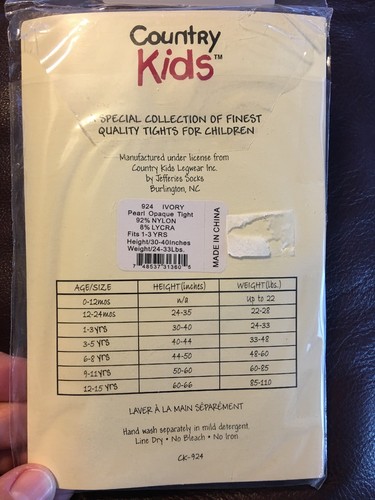 Country
Kids™
A SPECIAL COLLECTION OF FINEST
QUALITY TIGHTS FOR CHILDREN
Manufactured under license from
Country Kids Legwear Inc.
by Jefferies Socks
Burlington, NC
924 IVORY
Pearl Opaque Tight
92% NYLON
8% LYCRA
Fits 1-3 YRS
Height/30-40Inches
Weight/24-33Lbs.
7 48537 31360 5
MADE IN CHINA
AGE/SIZE HEIGHT(inches) WEIGHT(lbs.)
0-12mos n/a Up to 22
12-24mos 24-35 22-28
1-3 yrs 30-40 24-33
3-5 yrs 40-44 33-48
6-8 yrs 44-50 48-60
9-11 yrs 50-60 60-85
12-15 yrs 60-66 85-110
LAVER À LA MAIN SÉPARÉMENT
Hand wash separately in mild detergent.
Line Dry • No Bleach • No Iron
CK-924